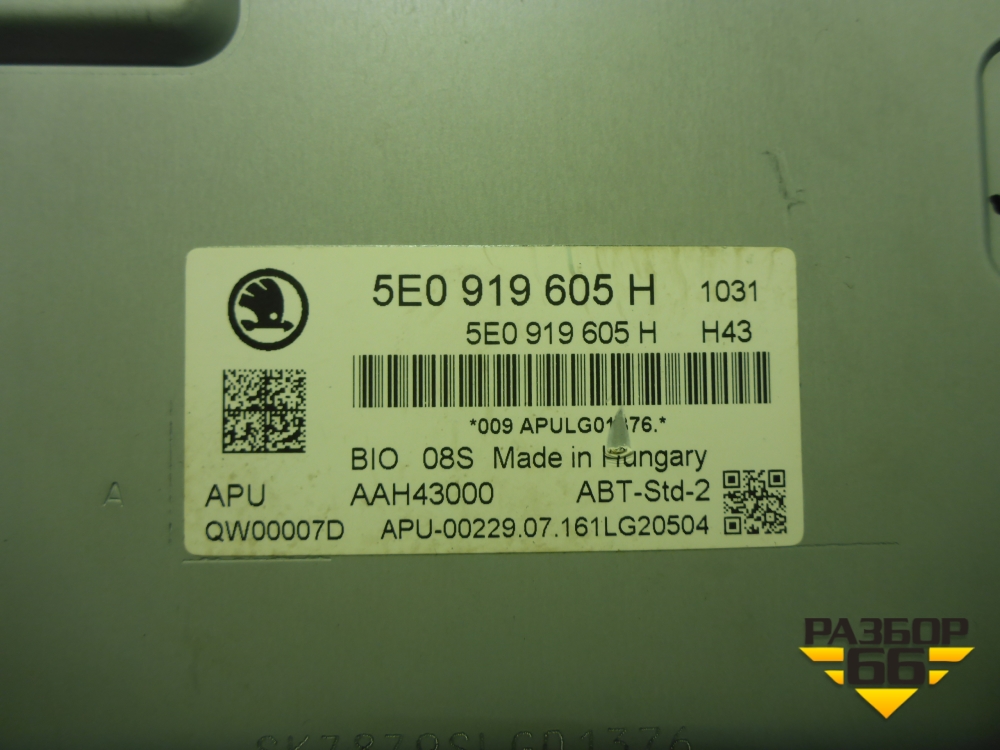 5E0 919 605 H 1031
5E0 919 605 H H43
*009
BIO 08S Made in Hungary
APU AAH43000 ABT-Std-2
QW00007D APU-00229.07.161LG20504
A
РАЗБОР
66